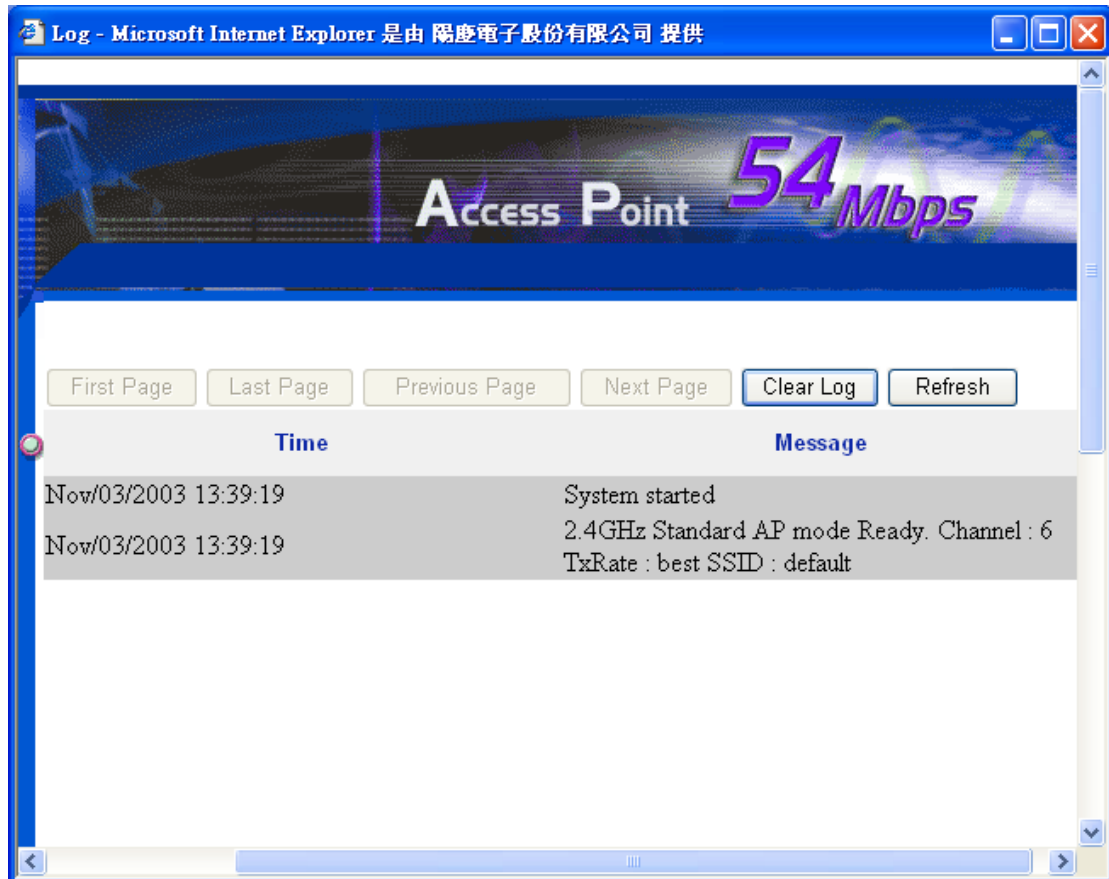 Log - Microsoft Internet Explorer 是由 陽慶電子股份有限公司 提供
Access Point 54Mbps
First Page Last Page Previous Page Next Page Clear Log Refresh
Time Message
Nov/03/2003 13:39:19 System started
Nov/03/2003 13:39:19 2.4GHz Standard AP mode Ready. Channel : 6
TxRate : best SSID : default